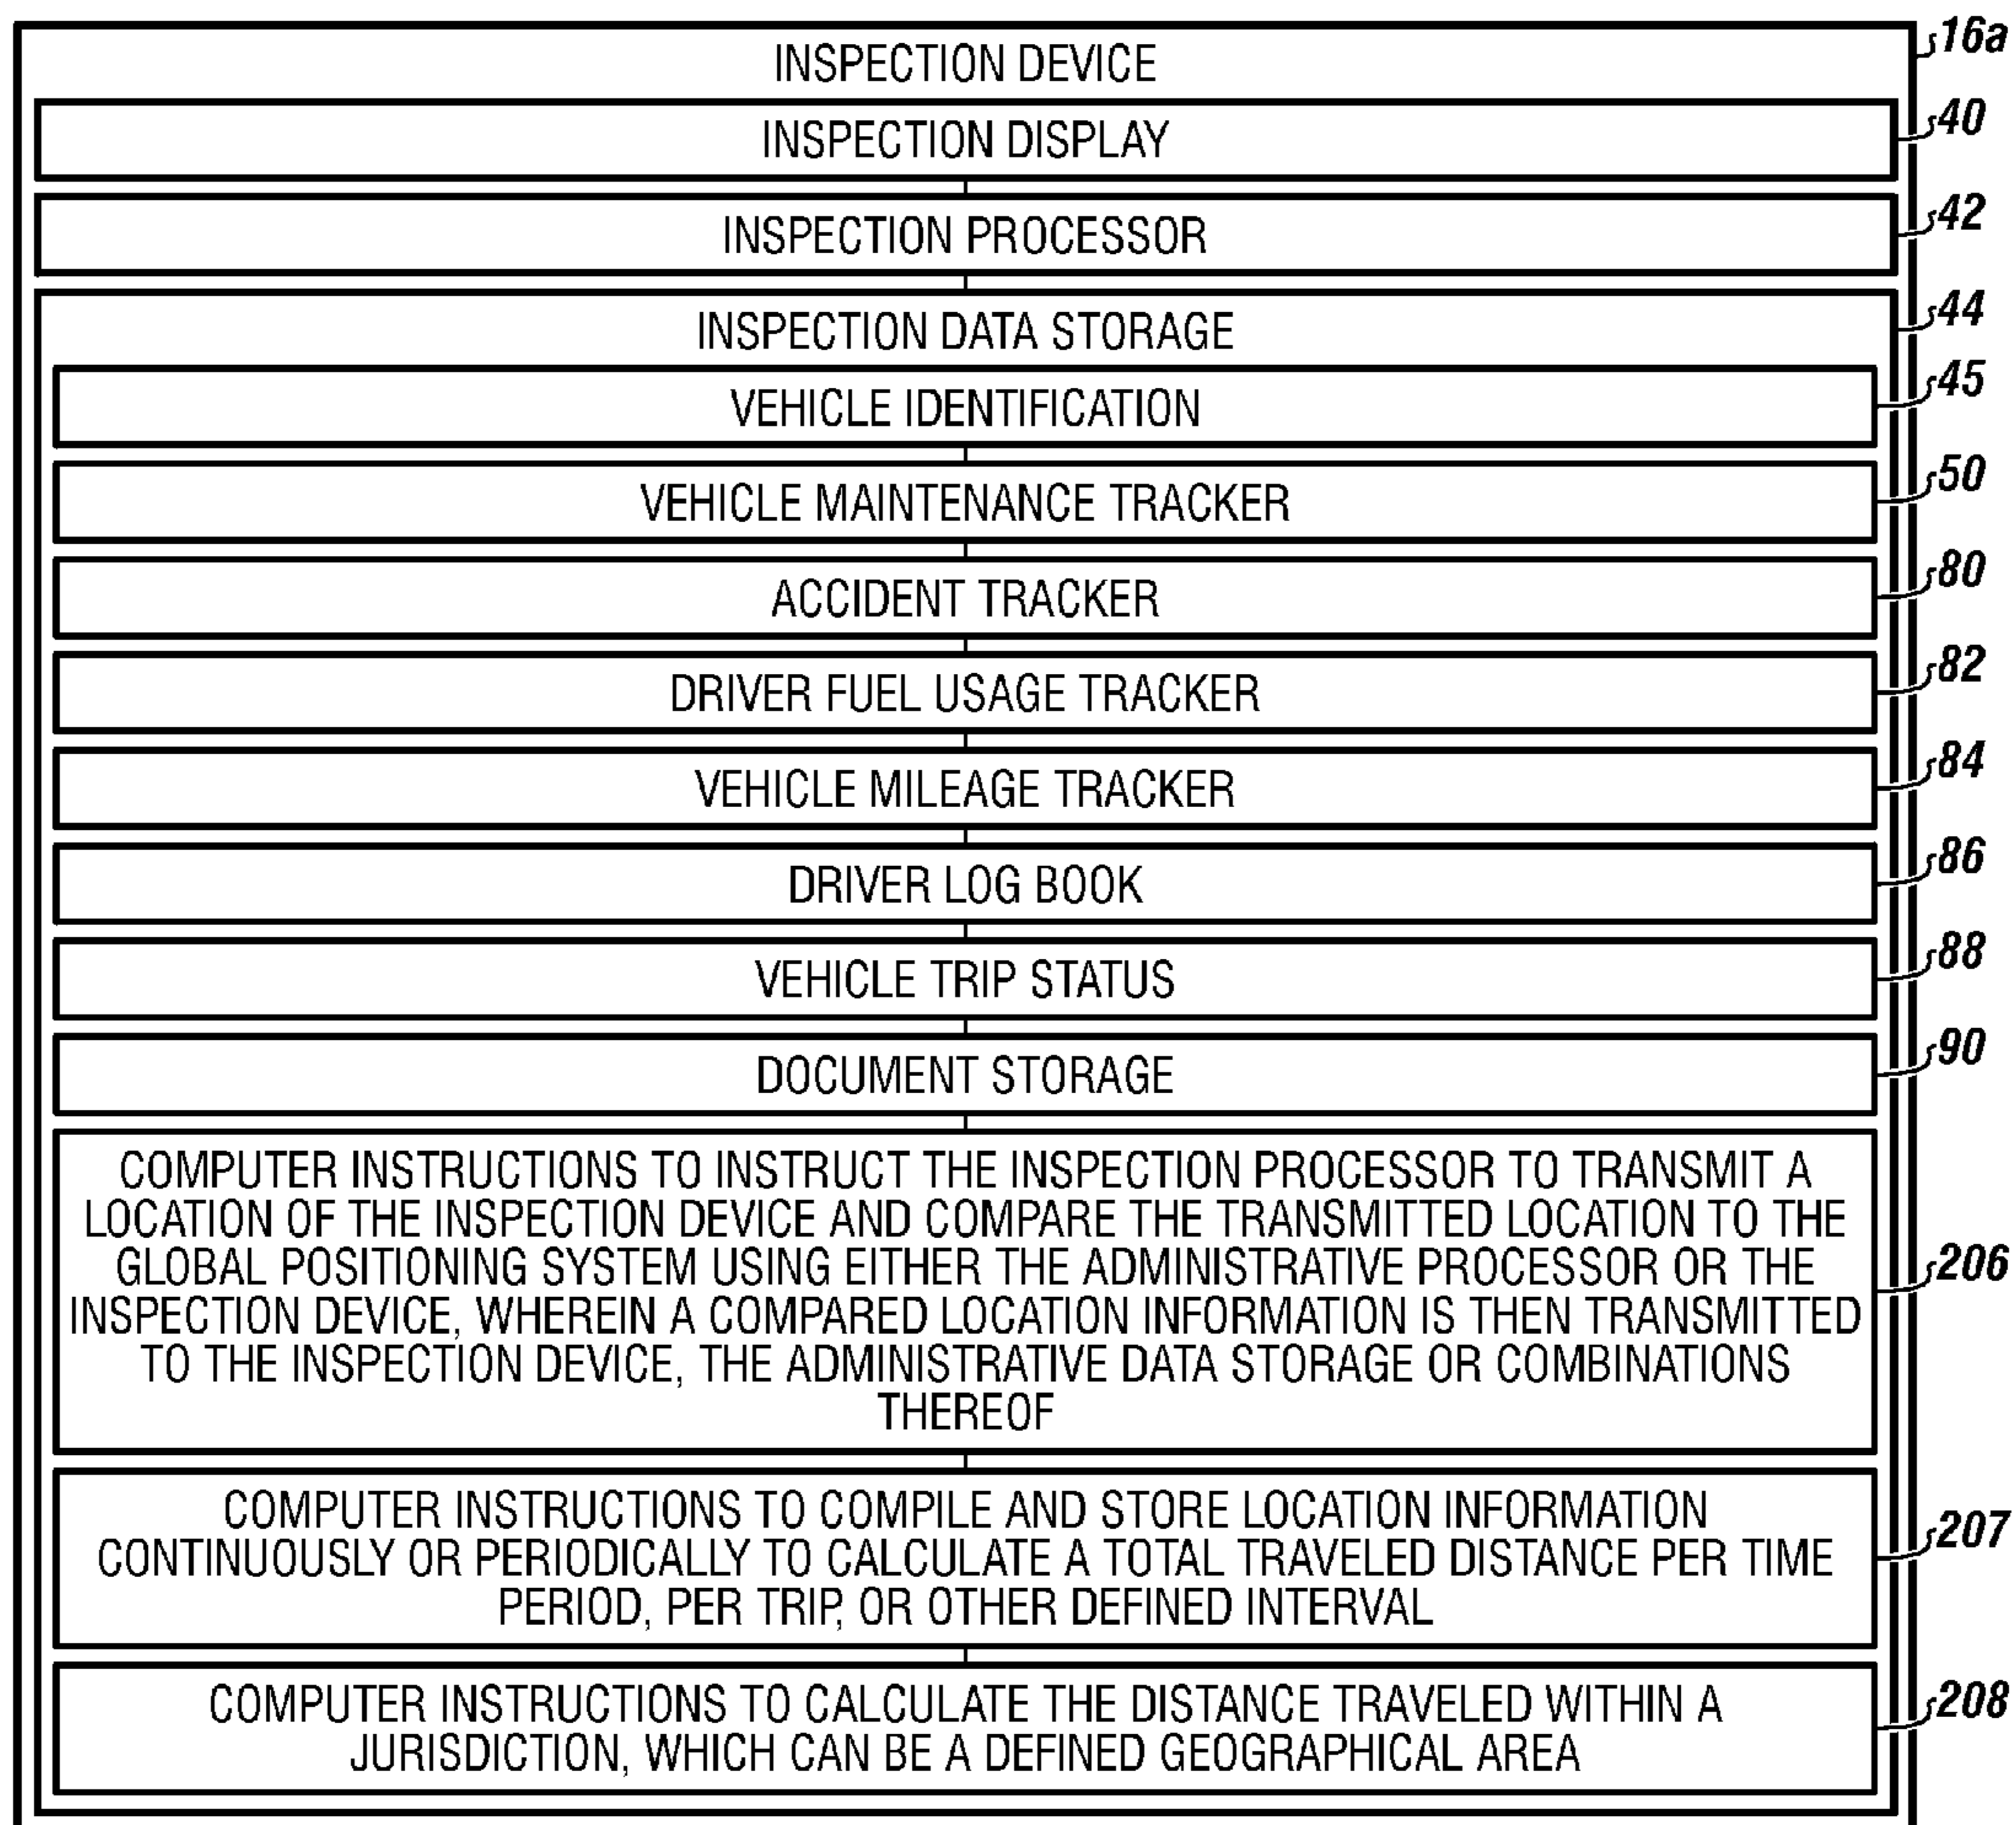 INSPECTION DEVICE
16a
INSPECTION DISPLAY
40
INSPECTION PROCESSOR
42
INSPECTION DATA STORAGE
44
VEHICLE IDENTIFICATION
45
VEHICLE MAINTENANCE TRACKER
50
ACCIDENT TRACKER
80
DRIVER FUEL USAGE TRACKER
82
VEHICLE MILEAGE TRACKER
84
DRIVER LOG BOOK
86
VEHICLE TRIP STATUS
88
DOCUMENT STORAGE
90
COMPUTER INSTRUCTIONS TO INSTRUCT THE INSPECTION PROCESSOR TO TRANSMIT A
LOCATION OF THE INSPECTION DEVICE AND COMPARE THE TRANSMITTED LOCATION TO THE
GLOBAL POSITIONING SYSTEM USING EITHER THE ADMINISTRATIVE PROCESSOR OR THE
INSPECTION DEVICE, WHEREIN A COMPARED LOCATION INFORMATION IS THEN TRANSMITTED
TO THE INSPECTION DEVICE, THE ADMINISTRATIVE DATA STORAGE OR COMBINATIONS
THEREOF
206
COMPUTER INSTRUCTIONS TO COMPILE AND STORE LOCATION INFORMATION
CONTINUOUSLY OR PERIODICALLY TO CALCULATE A TOTAL TRAVELED DISTANCE PER TIME
PERIOD, PER TRIP, OR OTHER DEFINED INTERVAL
207
COMPUTER INSTRUCTIONS TO CALCULATE THE DISTANCE TRAVELED WITHIN A
JURISDICTION, WHICH CAN BE A DEFINED GEOGRAPHICAL AREA
208